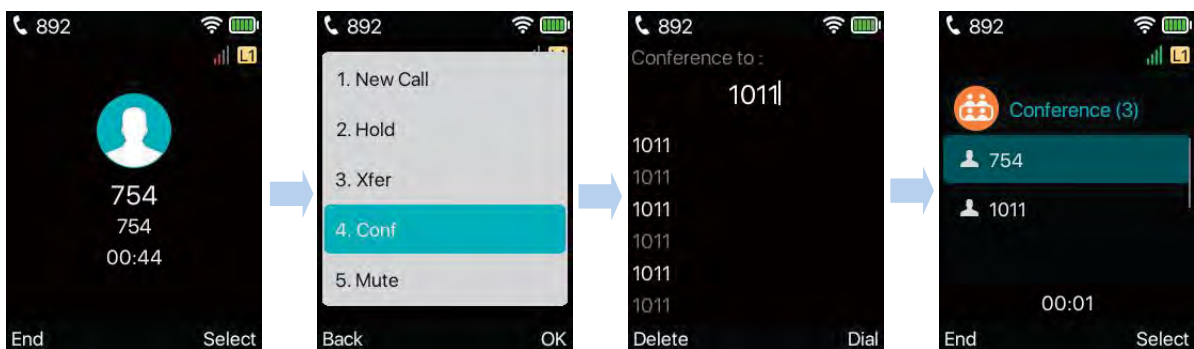 892
L1
754
754
00:44
End Select
892
1. New Call
2. Hold
3. Xfer
4. Conf
5. Mute
Back OK
892
Conference to :
1011
1011
1011
1011
1011
1011
1011
Delete Dial
892
L1
Conference (3)
754
1011
00:01
End Select